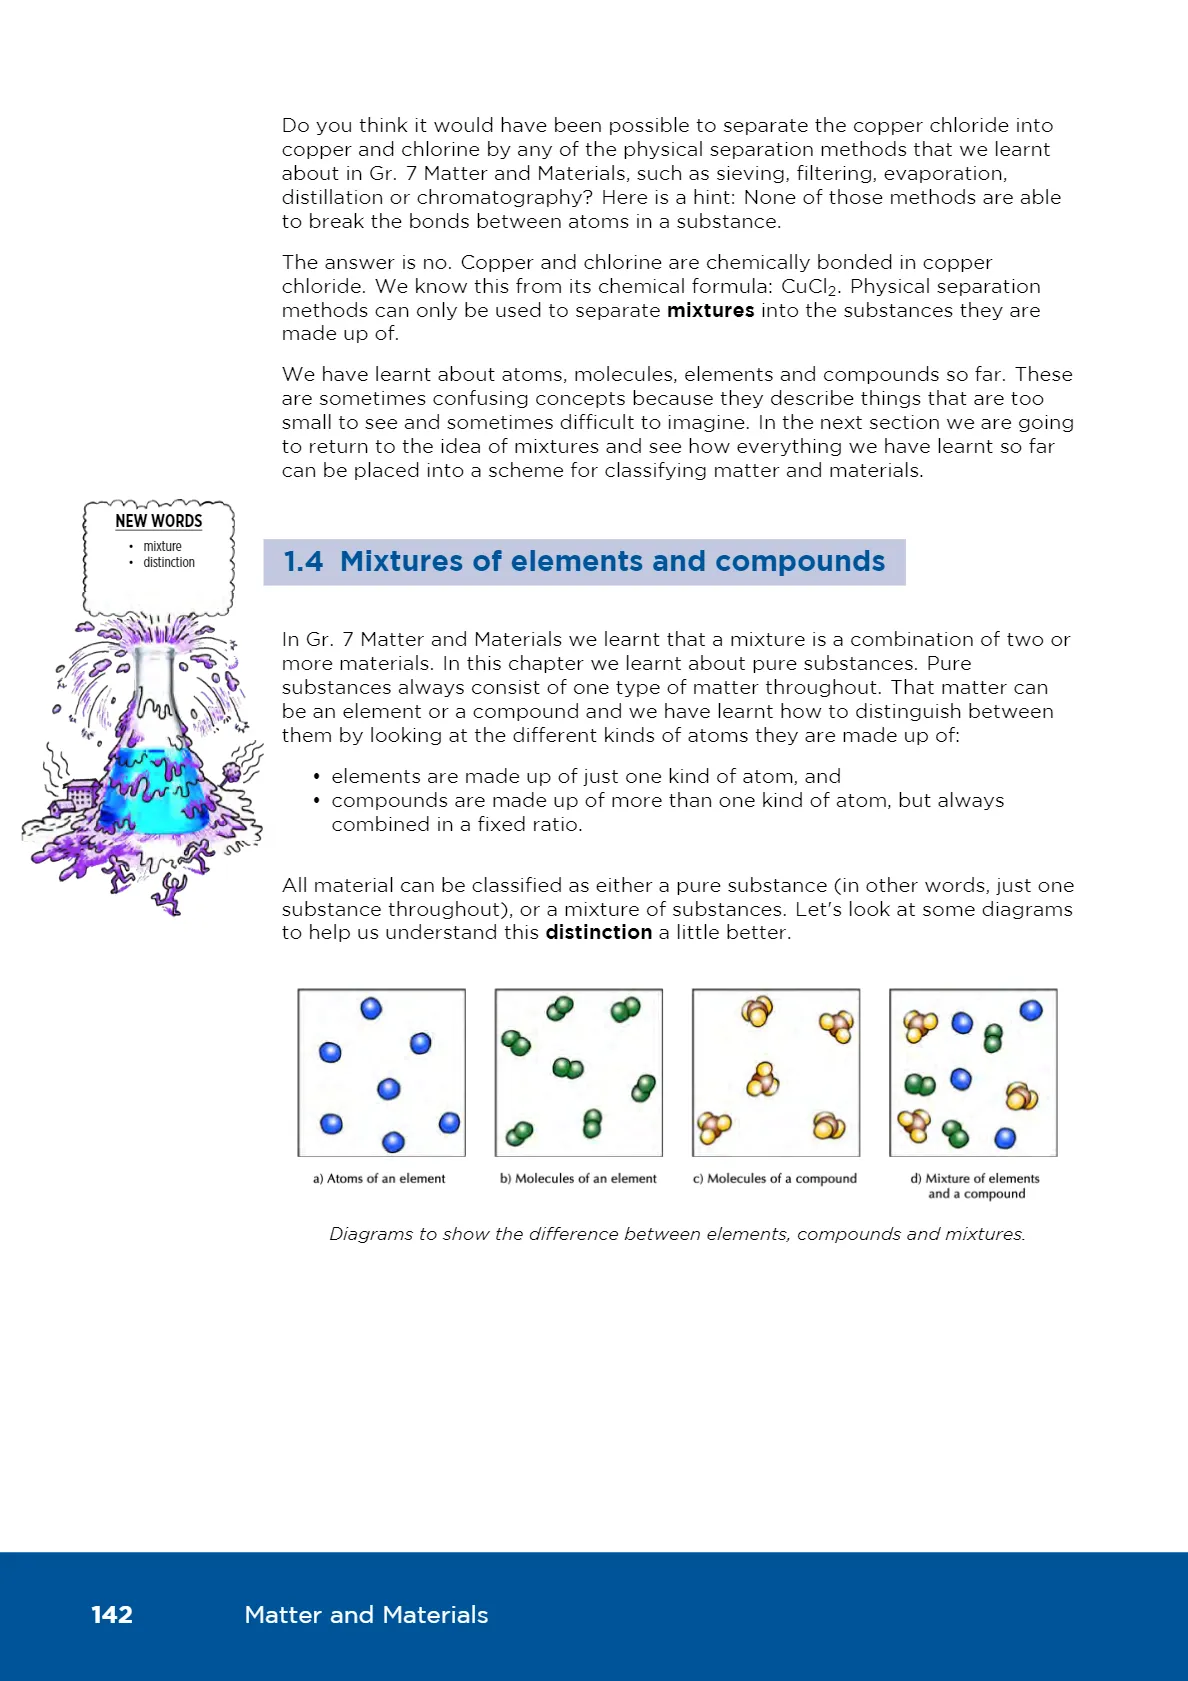 Do you think it would have been possible to separate the copper chloride into
copper and chlorine by any of the physical separation methods that we learnt
about in Gr. 7 Matter and Materials, such as sieving, filtering, evaporation,
distillation or chromatography? Here is a hint: None of those methods are able
to break the bonds between atoms in a substance.
The answer is no. Copper and chlorine are chemically bonded in copper
chloride. We know this from its chemical formula: CuCl₂. Physical separation
methods can only be used to separate mixtures into the substances they are
made up of.
We have learnt about atoms, molecules, elements and compounds so far. These
are sometimes confusing concepts because they describe things that are too
small to see and sometimes difficult to imagine. In the next section we are going
to return to the idea of mixtures and see how everything we have learnt so far
can be placed into a scheme for classifying matter and materials.
NEW WORDS
• mixture
• distinction
1.4 Mixtures of elements and compounds
In Gr. 7 Matter and Materials we learnt that a mixture is a combination of two or
more materials. In this chapter we learnt about pure substances. Pure
substances always consist of one type of matter throughout. That matter can
be an element or a compound and we have learnt how to distinguish between
them by looking at the different kinds of atoms they are made up of:
• elements are made up of just one kind of atom, and
• compounds are made up of more than one kind of atom, but always
combined in a fixed ratio.
All material can be classified as either a pure substance (in other words, just one
substance throughout), or a mixture of substances. Let's look at some diagrams
to help us understand this distinction a little better.
a) Atoms of an element
b) Molecules of an element
c) Molecules of a compound
d) Mixture of elements
and a compound
Diagrams to show the difference between elements, compounds and mixtures.
142 Matter and Materials